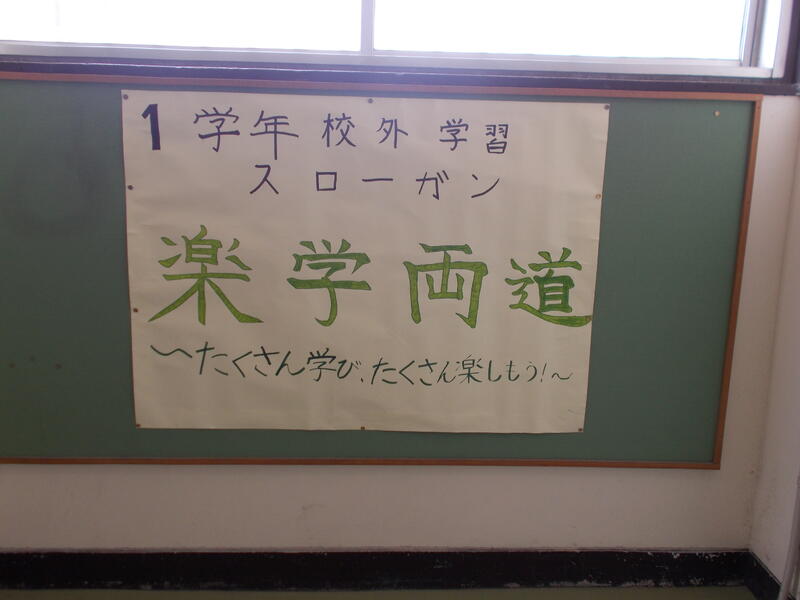 1 学年 校外 学習
スローガン
楽学両道
〜たくさん学び、たくさん楽しもう!〜